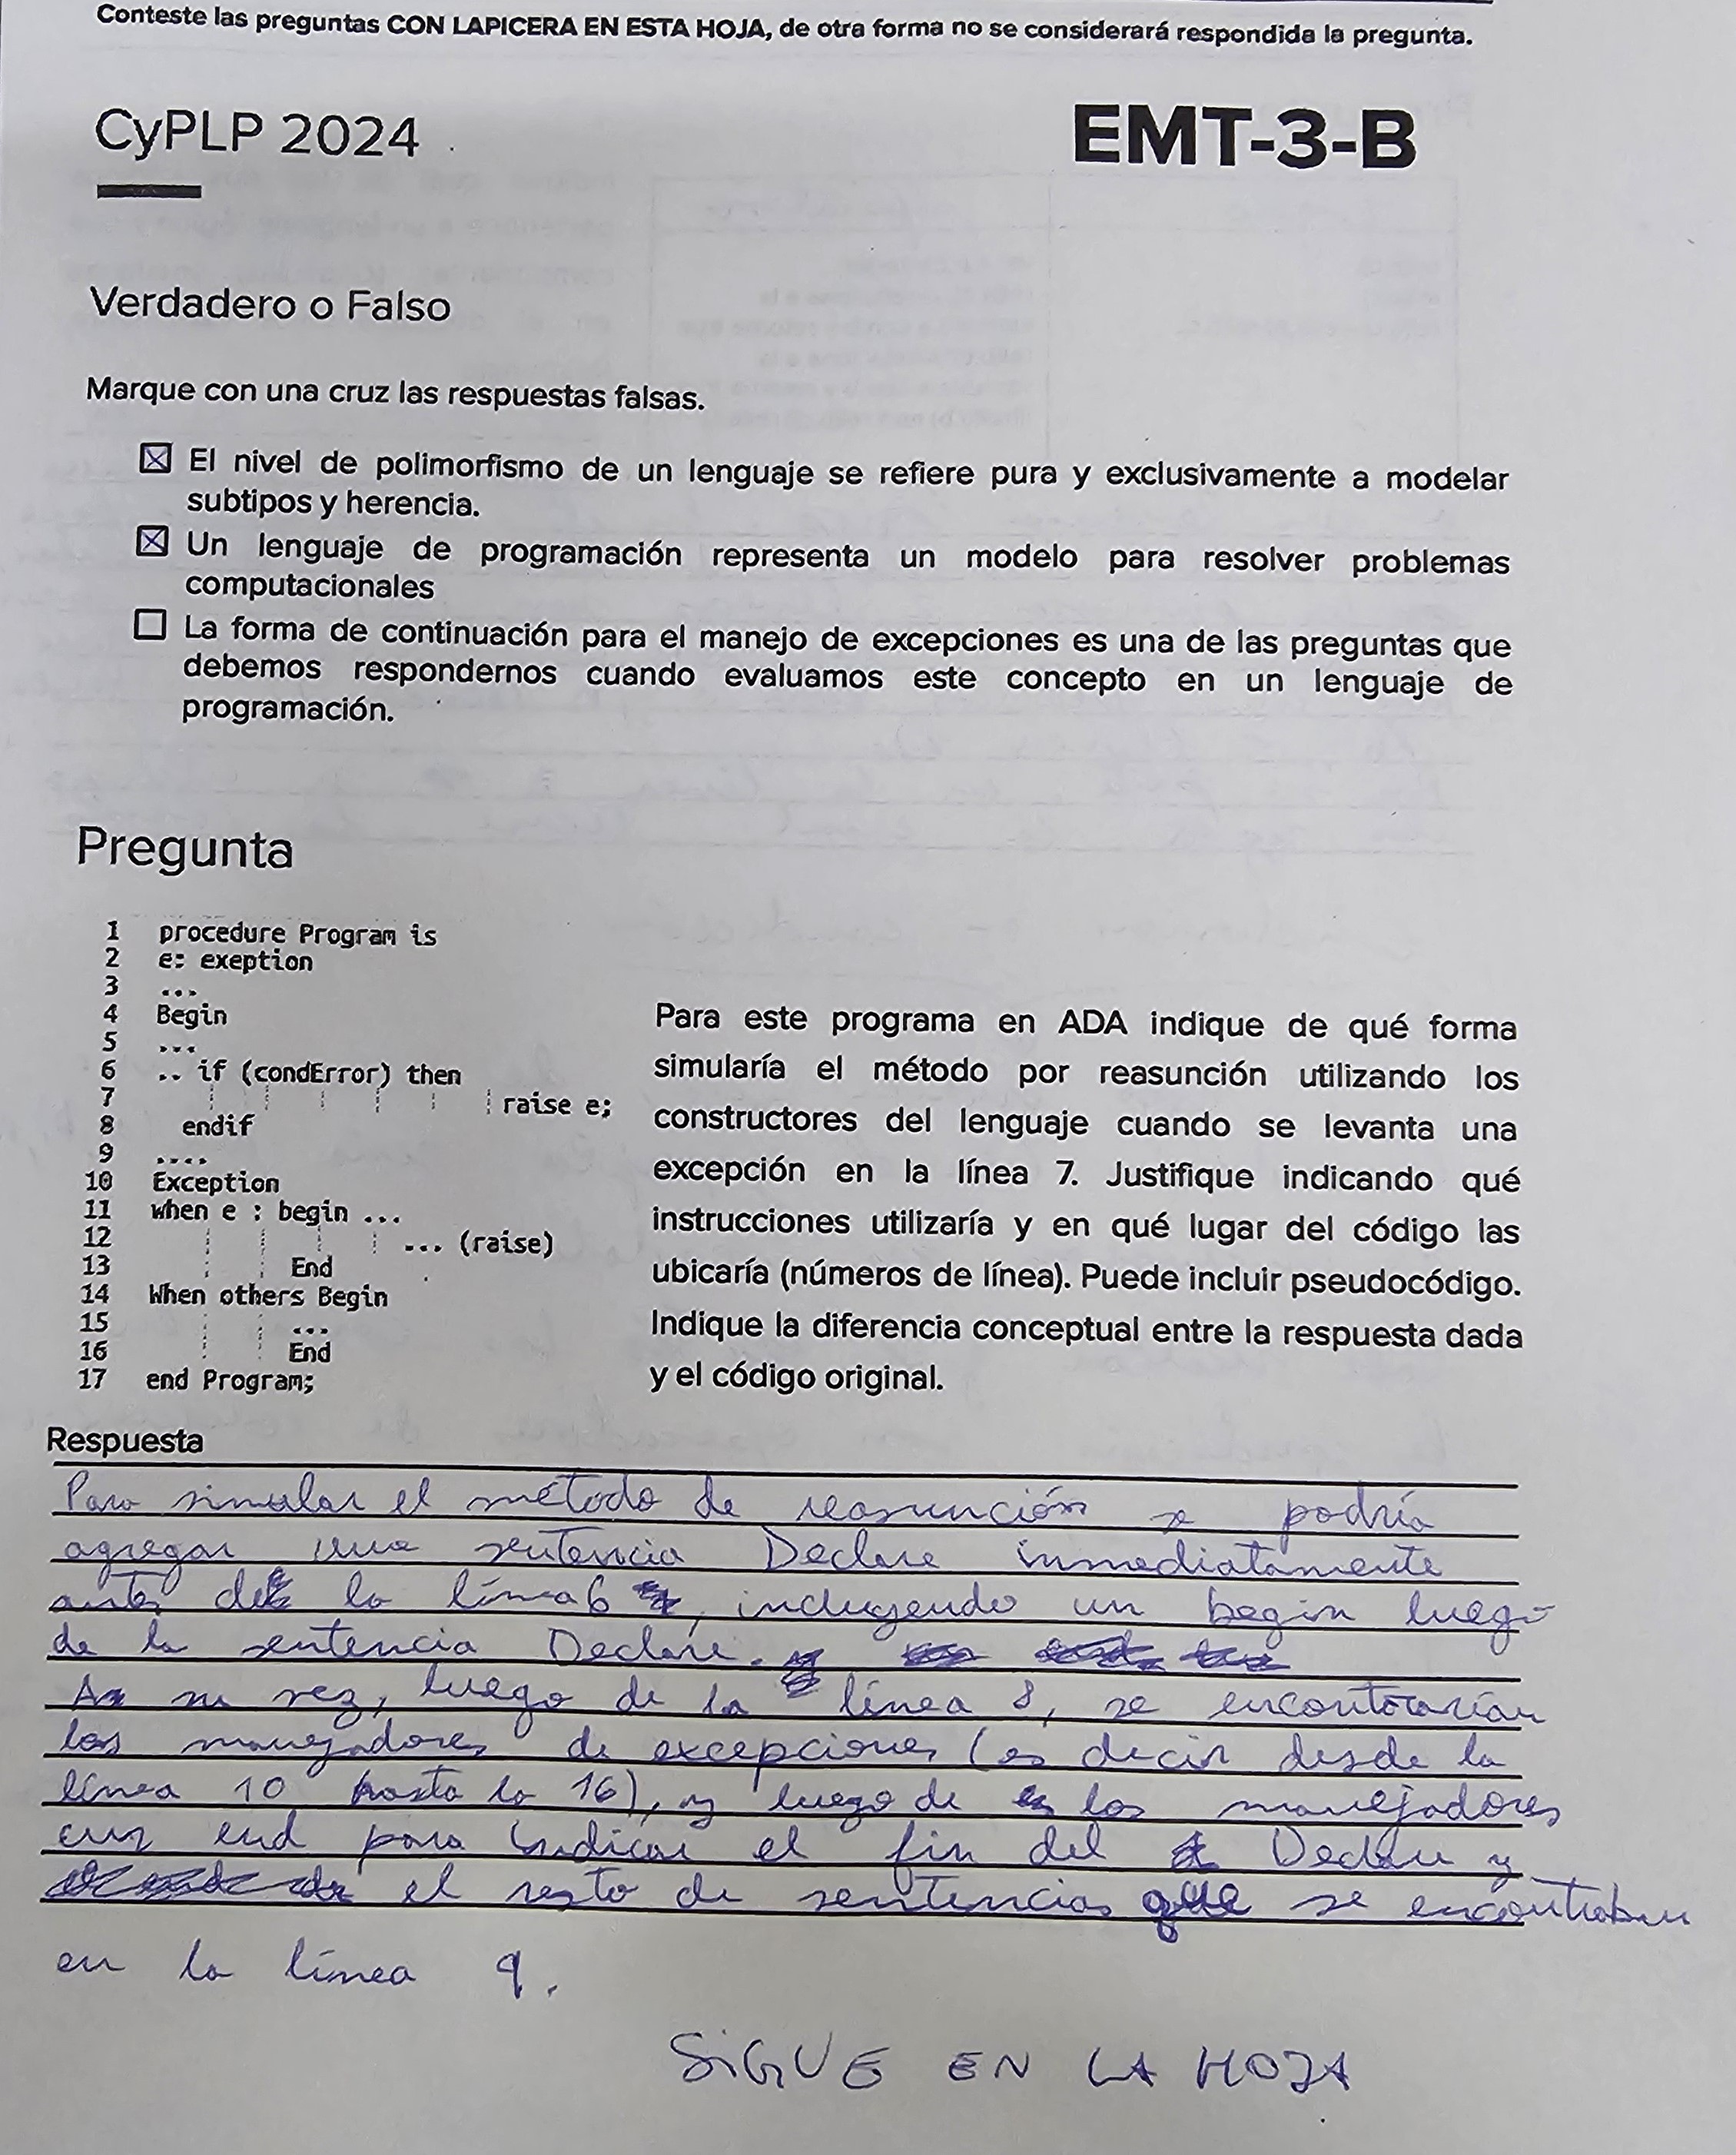 Conteste las preguntas CON LAPICERA EN ESTA HOJA, de otra forma no se considerará respondida la pregunta.
CyPLP 2024
EMT-3-B
Verdadero o Falso
Marque con una cruz las respuestas falsas.
El nivel de polimorfismo de un lenguaje se refiere pura y exclusivamente a modelar
subtipos y herencia.
Un lenguaje de programación representa un modelo para resolver problemas
computacionales
La forma de continuación para el manejo de excepciones es una de las preguntas que
debemos respondernos cuando evaluamos este concepto en un lenguaje de
programación.
Pregunta
1 procedure Program is
2 e: exeption
3 ...
4 Begin
5 ...
6 .. if (condError) then
7 raise e;
8 endif
9 ....
10 Exception
11 when e : begin ...
12 ... (raise)
13 End
14 When others Begin
15 ...
16 End
17 end Program;
Para este programa en ADA indique de qué forma
simularía el método por reasunción utilizando los
constructores del lenguaje cuando se levanta una
excepción en la línea 7. Justifique indicando qué
instrucciones utilizaría y en qué lugar del código las
ubicaría (números de línea). Puede incluir pseudocódigo.
Indique la diferencia conceptual entre la respuesta dada
y el código original.
Respuesta
Para simular el método de reasunción se podría
agregar una sentencia Declare inmediatamente
antes de la línea 6, incluyendo un begin luego
de la sentencia Declare.
A su vez, luego de la línea 8, se encontrarían
los manejadores de excepciones (es decir desde la
línea 10 hasta la 16), y luego de los manejadores
un end para indicar el fin del Declare y
el resto de sentencias que se encontraban
en la línea 9.
SIGUE EN LA HOJA